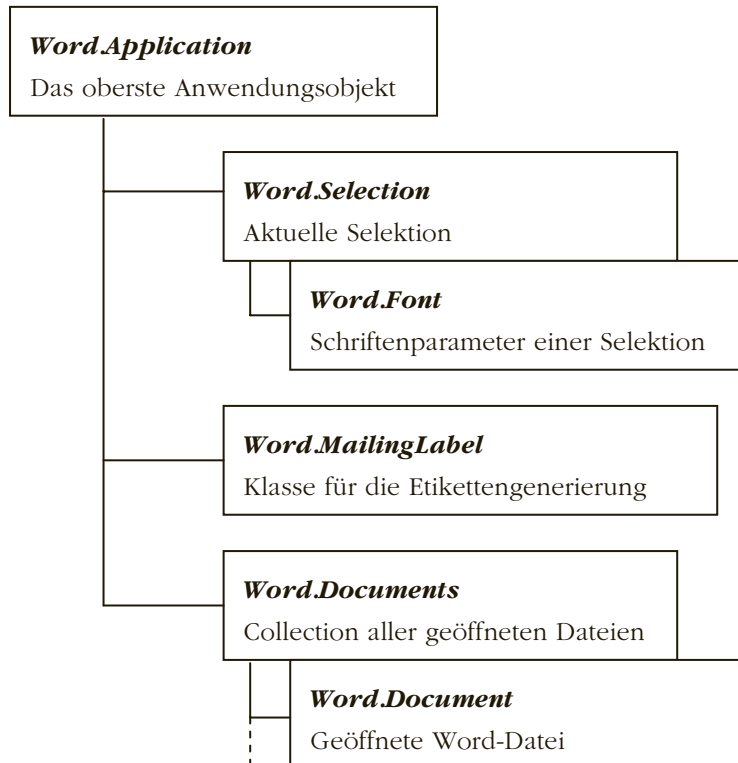 Word.Application
Das oberste Anwendungsobjekt
Word.Selection
Aktuelle Selektion
Word.Font
Schriftenparameter einer Selektion
Word.MailingLabel
Klasse für die Etikettengenerierung
Word.Documents
Collection aller geöffneten Dateien
Word.Document
Geöffnete Word-Datei